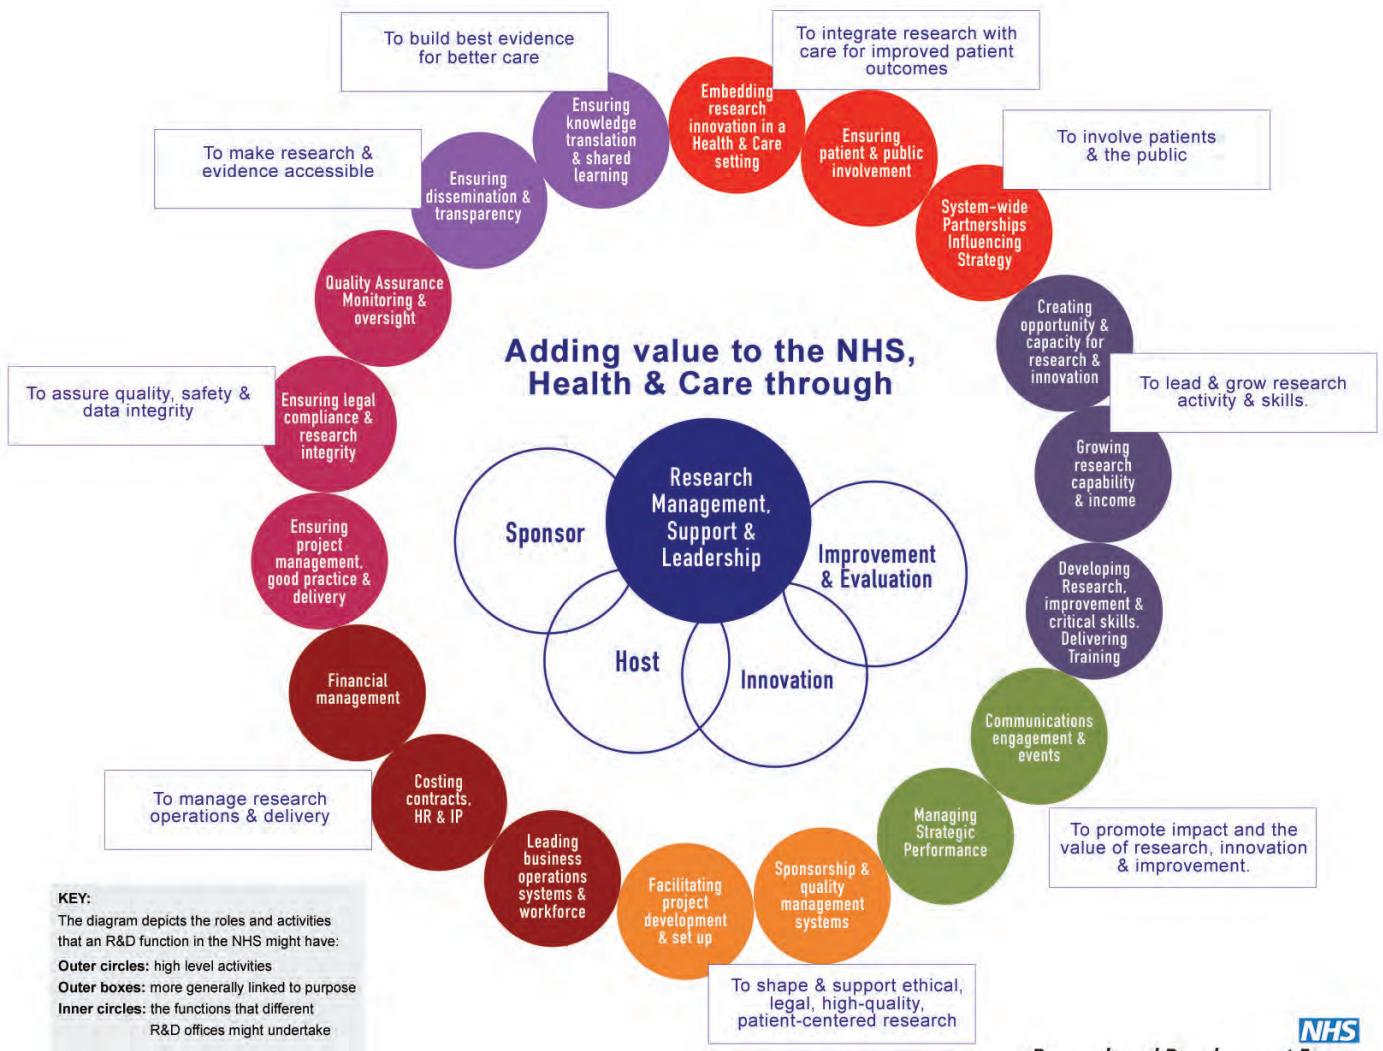 To build best evidence
for better care
To integrate research with
care for improved patient
outcomes
To involve patients
& the public
To make research &
evidence accessible
Embedding
research
innovation in a
Health & Care
setting
Ensuring
patient & public
involvement
System-wide
Partnerships
Influencing
Strategy
Creating
opportunity &
capacity for
research &
innovation
To lead & grow research
activity & skills.
Growing
research
capability
& income
Developing
Research,
improvement &
critical skills.
Delivering
Training
Communications
engagement &
events
Managing
Strategic
Performance
To promote impact and the
value of research, innovation
& improvement.
Sponsorship &
quality
management
systems
Facilitating
project
development
& set up
To shape & support ethical,
legal, high-quality,
patient-centered research
Leading
business
operations
systems &
workforce
Costing
contracts,
HR & IP
Financial
management
To manage research
operations & delivery
Ensuring
project
management,
good practice &
delivery
Ensuring legal
compliance &
research
integrity
To assure quality, safety &
data integrity
Quality Assurance
Monitoring &
oversight
Ensuring
dissemination &
transparency
Ensuring
knowledge
translation
& shared
learning
Adding value to the NHS,
Health & Care through
Research
Management,
Support &
Leadership
Sponsor
Host
Innovation
Improvement
& Evaluation
KEY:
The diagram depicts the roles and activities
that an R&D function in the NHS might have:
Outer circles: high level activities
Outer boxes: more generally linked to purpose
Inner circles: the functions that different
R&D offices might undertake
NHS